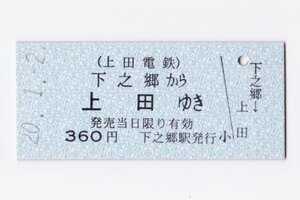 20.-1.-2.
(上田電鉄)
下之郷から
上田ゆき
発売当日限り有効
360円 下之郷駅発行
小
下之郷→上田